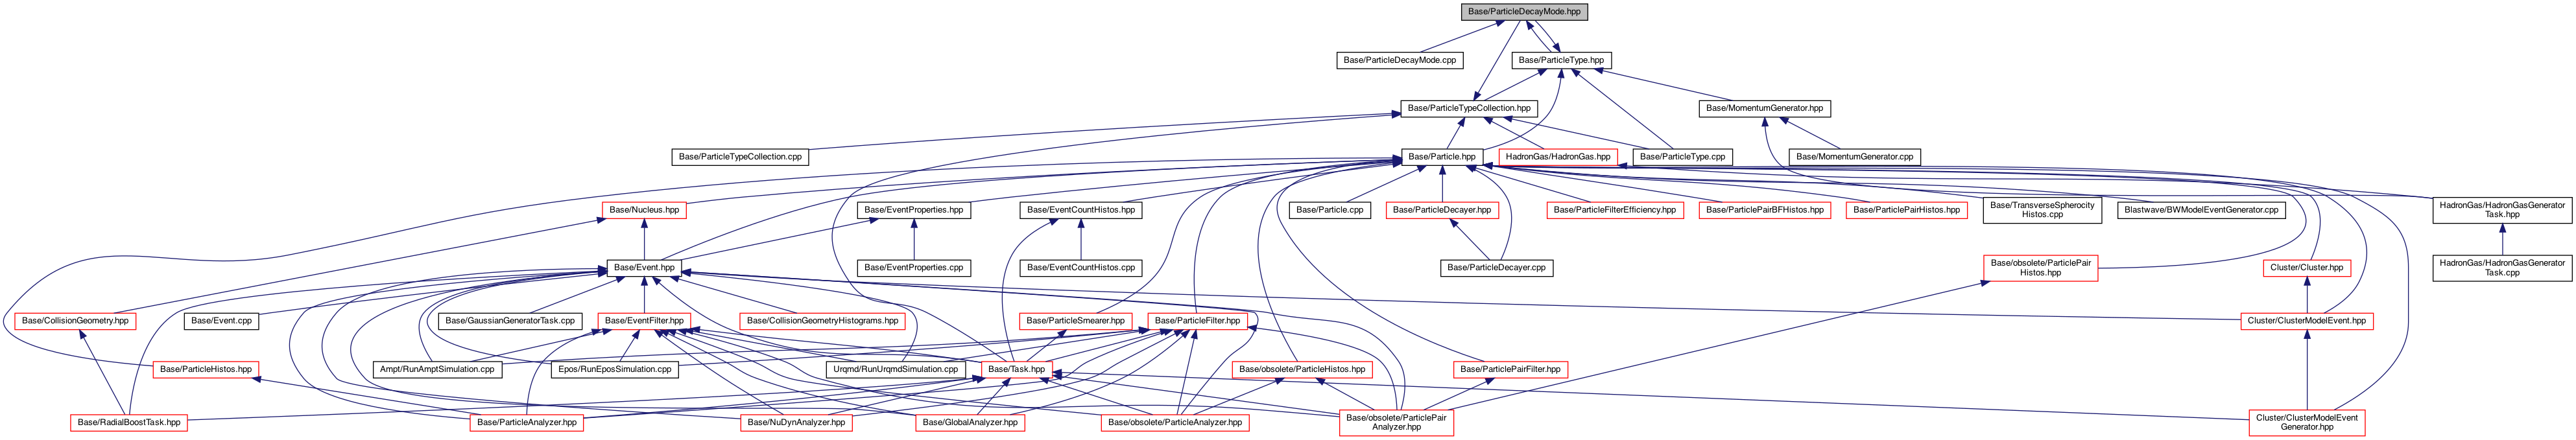 Base/ParticleDecayMode.hpp
Base/ParticleDecayMode.cpp
Base/ParticleType.hpp
Base/ParticleTypeCollection.hpp
Base/MomentumGenerator.hpp
Base/ParticleTypeCollection.cpp
Base/Particle.hpp
HadronGas/HadronGas.hpp
Base/ParticleType.cpp
Base/MomentumGenerator.cpp
Base/Nucleus.hpp
Base/EventProperties.hpp
Base/EventCountHistos.hpp
Base/Particle.cpp
Base/ParticleDecayer.hpp
Base/ParticleFilterEfficiency.hpp
Base/ParticlePairBFHistos.hpp
Base/ParticlePairHistos.hpp
Base/TransverseSpherocity
Histos.cpp
Blastwave/BWModelEventGenerator.cpp
HadronGas/HadronGasGenerator
Task.hpp
Base/Event.hpp
Base/EventProperties.cpp
Base/EventCountHistos.cpp
Base/ParticleDecayer.cpp
Base/obsolete/ParticlePair
Histos.hpp
Cluster/Cluster.hpp
HadronGas/HadronGasGenerator
Task.cpp
Base/CollisionGeometry.hpp
Base/Event.cpp
Base/GaussianGeneratorTask.cpp
Base/EventFilter.hpp
Base/CollisionGeometryHistograms.hpp
Base/ParticleSmearer.hpp
Base/ParticleFilter.hpp
Cluster/ClusterModelEvent.hpp
Base/ParticleHistos.hpp
Ampt/RunAmptSimulation.cpp
Epos/RunEposSimulation.cpp
Urqmd/RunUrqmdSimulation.cpp
Base/Task.hpp
Base/obsolete/ParticleHistos.hpp
Base/ParticlePairFilter.hpp
Base/RadialBoostTask.hpp
Base/ParticleAnalyzer.hpp
Base/NuDynAnalyzer.hpp
Base/GlobalAnalyzer.hpp
Base/obsolete/ParticleAnalyzer.hpp
Base/obsolete/ParticlePair
Analyzer.hpp
Cluster/ClusterModelEvent
Generator.hpp